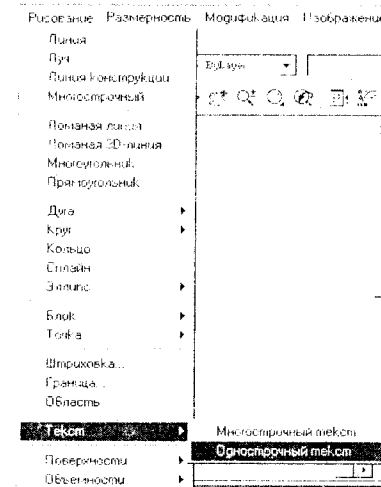 Рисование Размерность Модификация Изображение
Линия
Луч
Линия конструкции
Многострочный
ByLayer
Ломаная линия
Ломаная 3D-линия
Многоугольник
Прямоугольник
Дуга
Круг
Кольцо
Сплайн
Эллипс
Блок
Точка
Штриховка...
Граница...
Область
Текст
Многострочный текст
Однострочный текст
Поверхности
Объемности